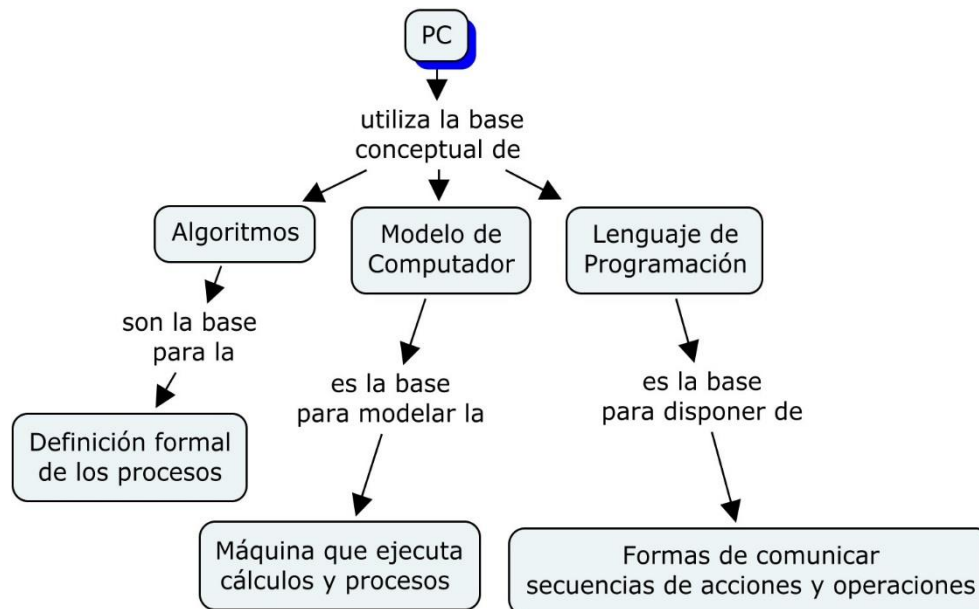 PC
utiliza la base
conceptual de
Algoritmos
Modelo de
Computador
Lenguaje de
Programación
son la base
para la
es la base
para modelar la
es la base
para disponer de
Definición formal
de los procesos
Máquina que ejecuta
cálculos y procesos
Formas de comunicar
secuencias de acciones y operaciones